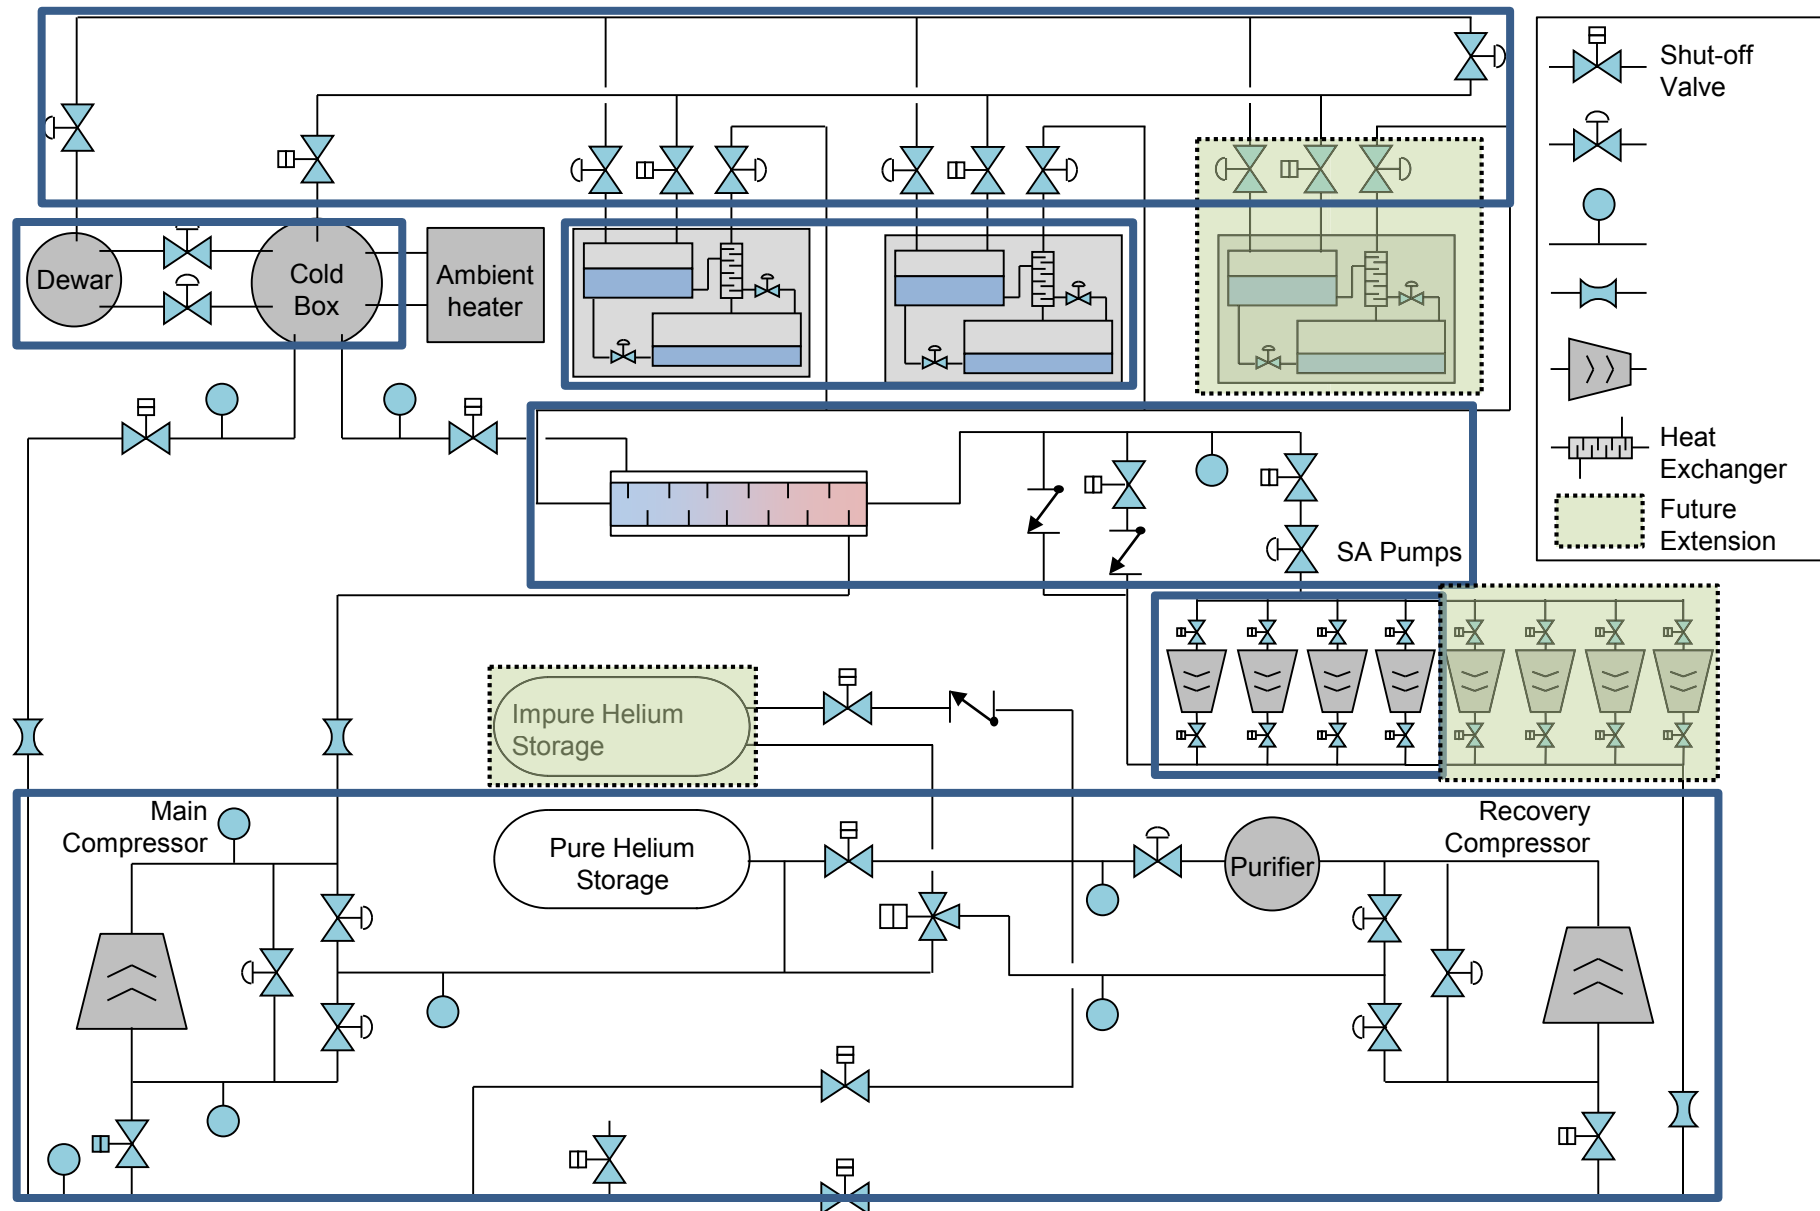 Shut-off
Valve
Dewar
Cold
Box
Ambient
heater
Heat
Exchanger
Future
Extension
SA Pumps
Impure Helium
Storage
Main
Compressor
Pure Helium
Storage
Purifier
Recovery
Compressor